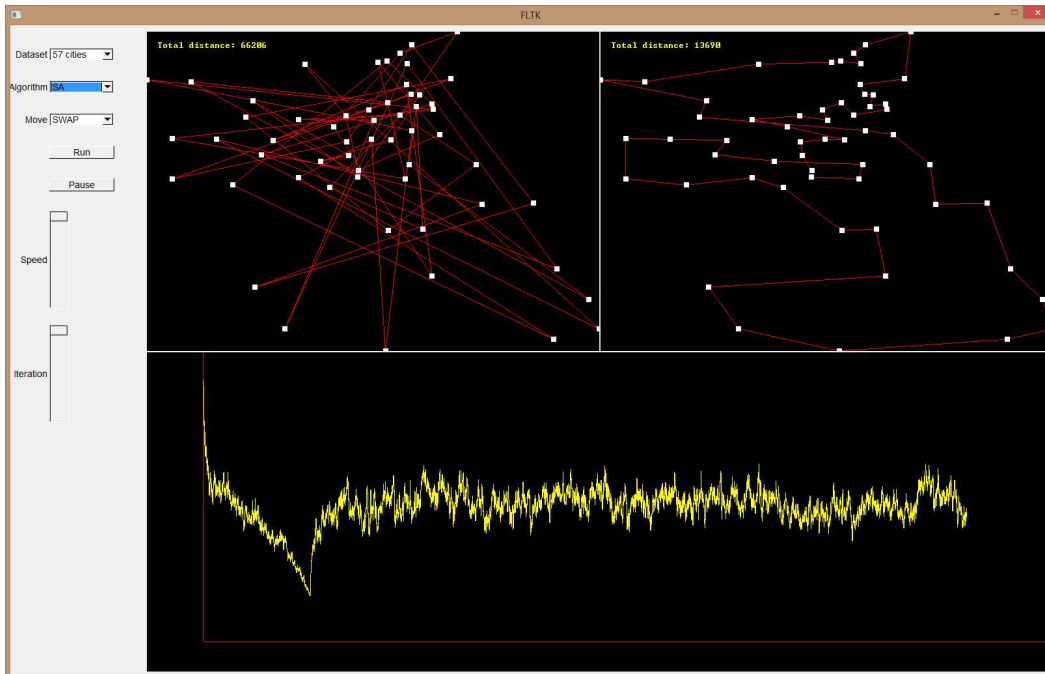 FLTK
Dataset 57 cities
Algorithm SA
Move SWAP
Run
Pause
Speed
Iteration
Total distance: 66206
Total distance: 13690